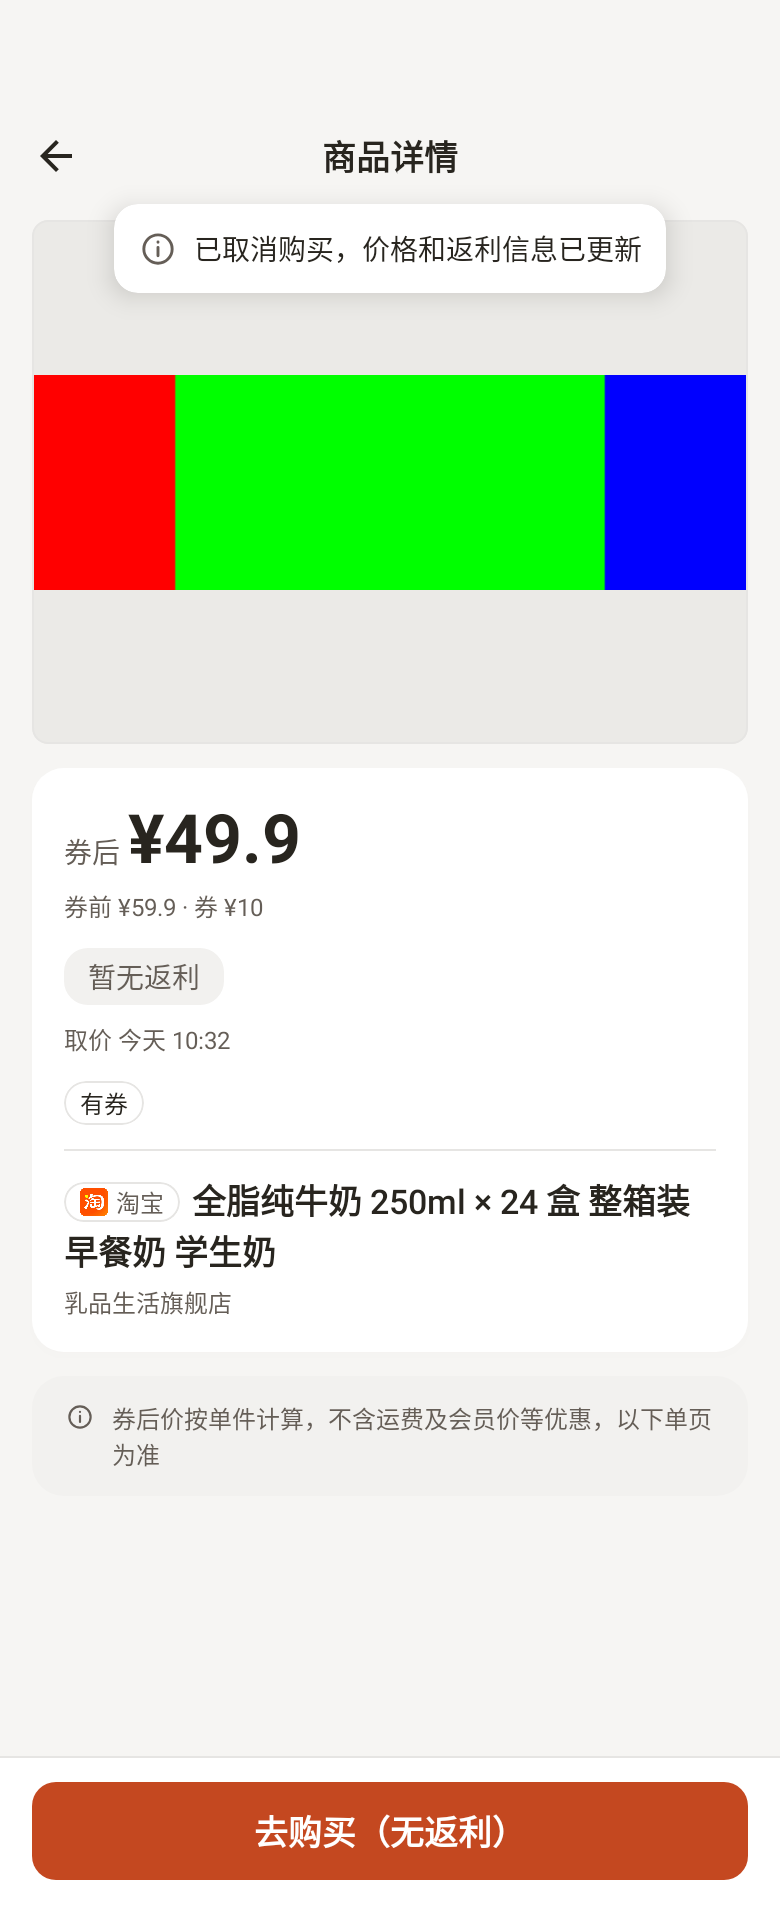 商品详情
已取消购买，价格和返利信息已更新
券后 ¥49.9
券前 ¥59.9 · 券 ¥10
暂无返利
取价 今天 10:32
有券
淘 淘宝 全脂纯牛奶 250ml × 24 盒 整箱装
早餐奶 学生奶
乳品生活旗舰店
券后价按单件计算，不含运费及会员价等优惠，以下单页
为准
去购买（无返利）